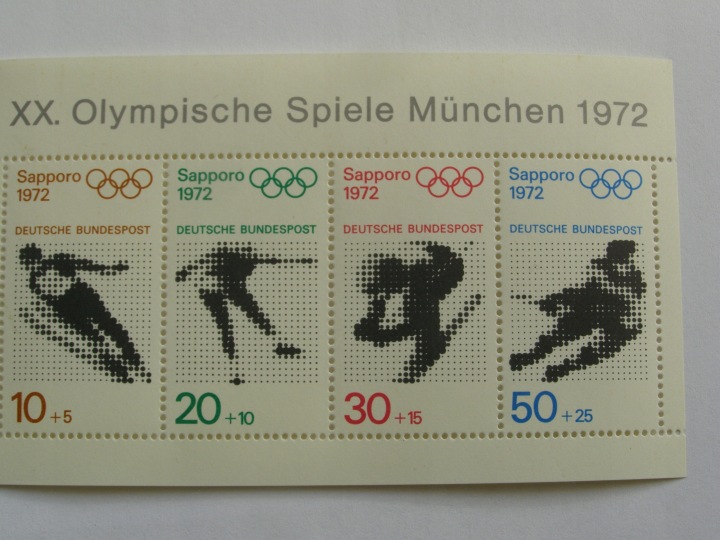 XX. Olympische Spiele München 1972
Sapporo
1972
DEUTSCHE BUNDESPOST
10 +5
Sapporo
1972
DEUTSCHE BUNDESPOST
20 +10
Sapporo
1972
DEUTSCHE BUNDESPOST
30 +15
Sapporo
1972
DEUTSCHE BUNDESPOST
50 +25